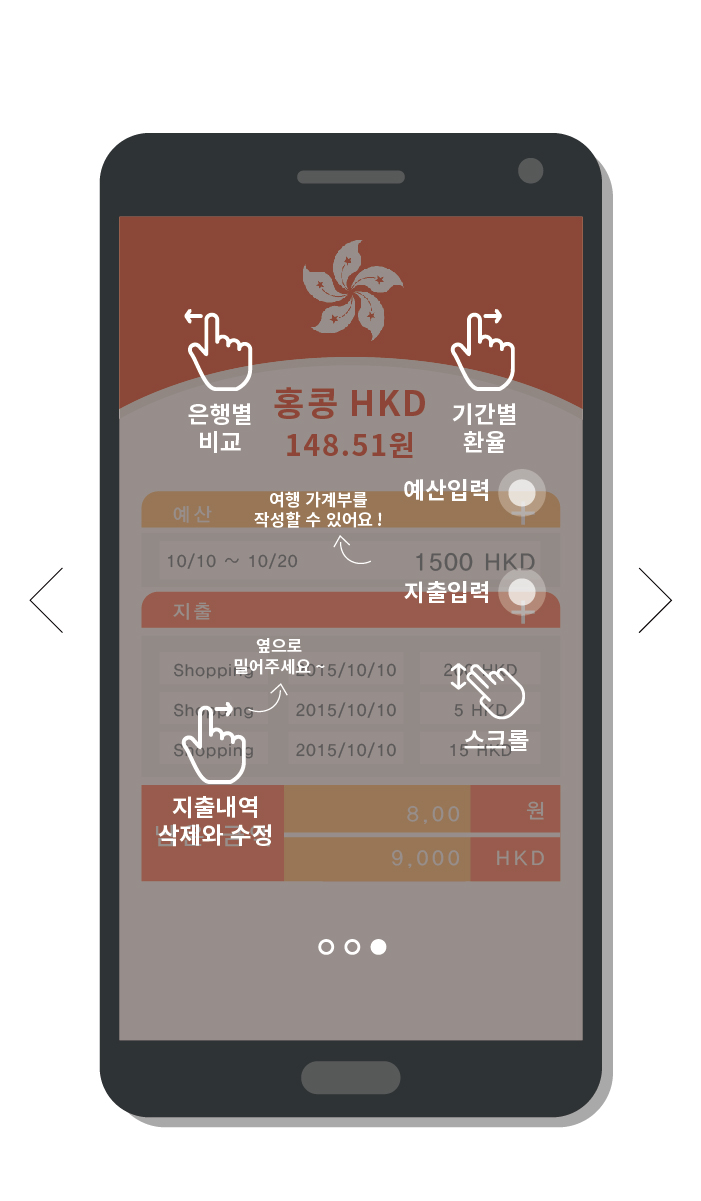 홍콩 HKD
은행별
비교
기간별
환율
148.51원
예산입력
여행 가계부를
작성할 수 있어요 !
예산
10/10 ~ 10/20
1500 HKD
지출입력
지출
옆으로
밀어주세요 ~
Shopping 2015/10/10 HKD
Shopping 2015/10/10 5 HKD
Shopping 2015/10/10 15 HKD
스크롤
지출내역
삭제와 수정
8,00 원
9,000 HKD